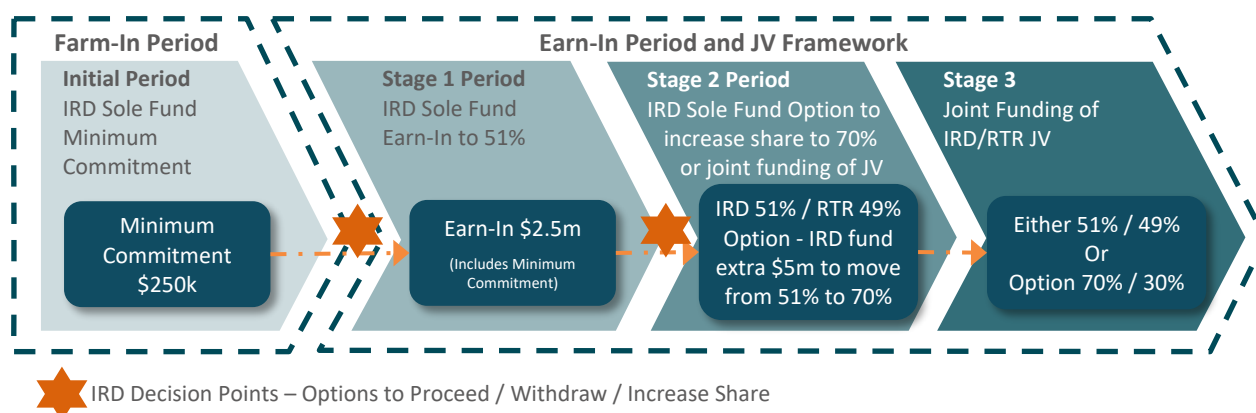 Farm-In Period
Initial Period
IRD Sole Fund
Minimum
Commitment
Minimum
Commitment
$250k
Earn-In Period and JV Framework
Stage 1 Period
IRD Sole Fund
Earn-In to 51%
Earn-In $2.5m
(Includes Minimum
Commitment)
Stage 2 Period
IRD Sole Fund Option to
increase share to 70%
or joint funding of JV
IRD 51% / RTR 49%
Option - IRD fund
extra $5m to move
from 51% to 70%
Stage 3
Joint Funding of
IRD/RTR JV
Either 51% / 49%
Or
Option 70% / 30%
IRD Decision Points – Options to Proceed / Withdraw / Increase Share